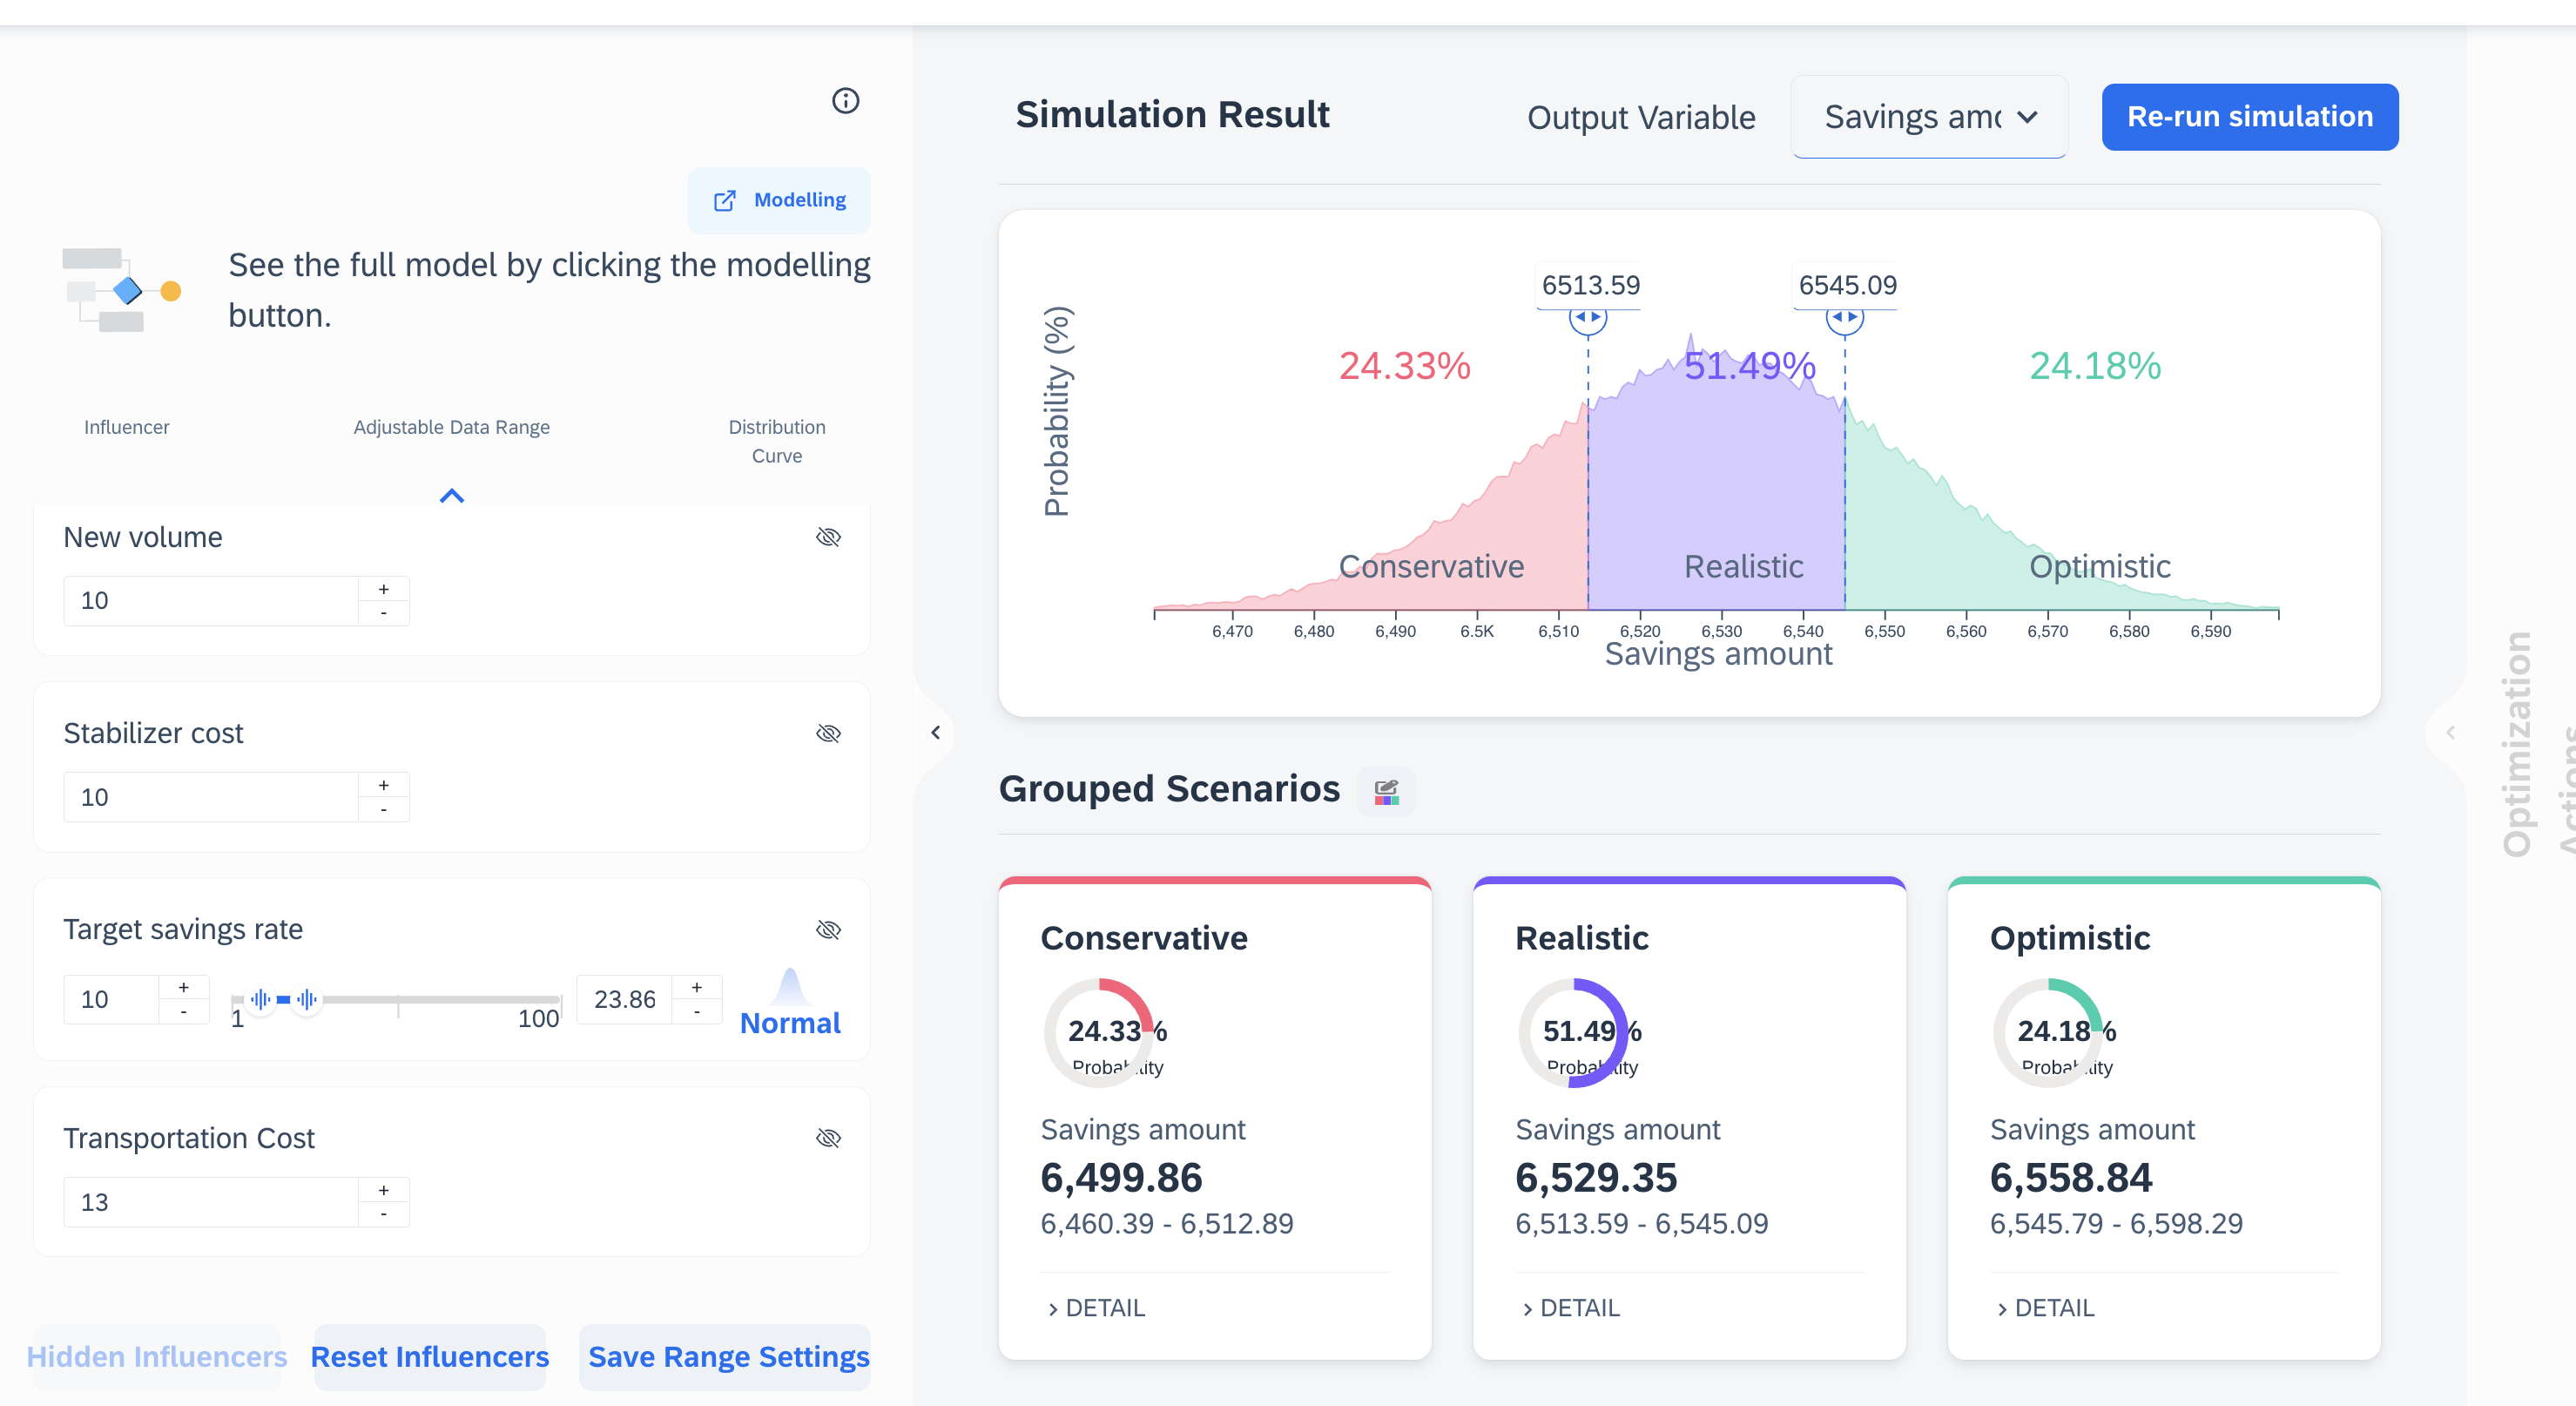 Modelling
See the full model by clicking the modelling
button.
Influencer
Adjustable Data Range
Distribution
Curve
New volume
10
+
-
Stabilizer cost
10
+
-
Target savings rate
10
+
-
1
100
23.86
+
-
Normal
Transportation Cost
13
+
-
Hidden Influencers
Reset Influencers
Save Range Settings
Simulation Result
Output Variable
Savings amo
Re-run simulation
Probability (%)
6513.59
6545.09
24.33%
51.49%
24.18%
Conservative
Realistic
Optimistic
6,470
6,480
6,490
6.5K
6,510
6,520
6,530
6,540
6,550
6,560
6,570
6,580
6,590
Savings amount
Grouped Scenarios
Conservative
24.33%
Probability
Savings amount
6,499.86
6,460.39 - 6,512.89
DETAIL
Realistic
51.49%
Probability
Savings amount
6,529.35
6,513.59 - 6,545.09
DETAIL
Optimistic
24.18%
Probability
Savings amount
6,558.84
6,545.79 - 6,598.29
DETAIL
Optimization
Actions